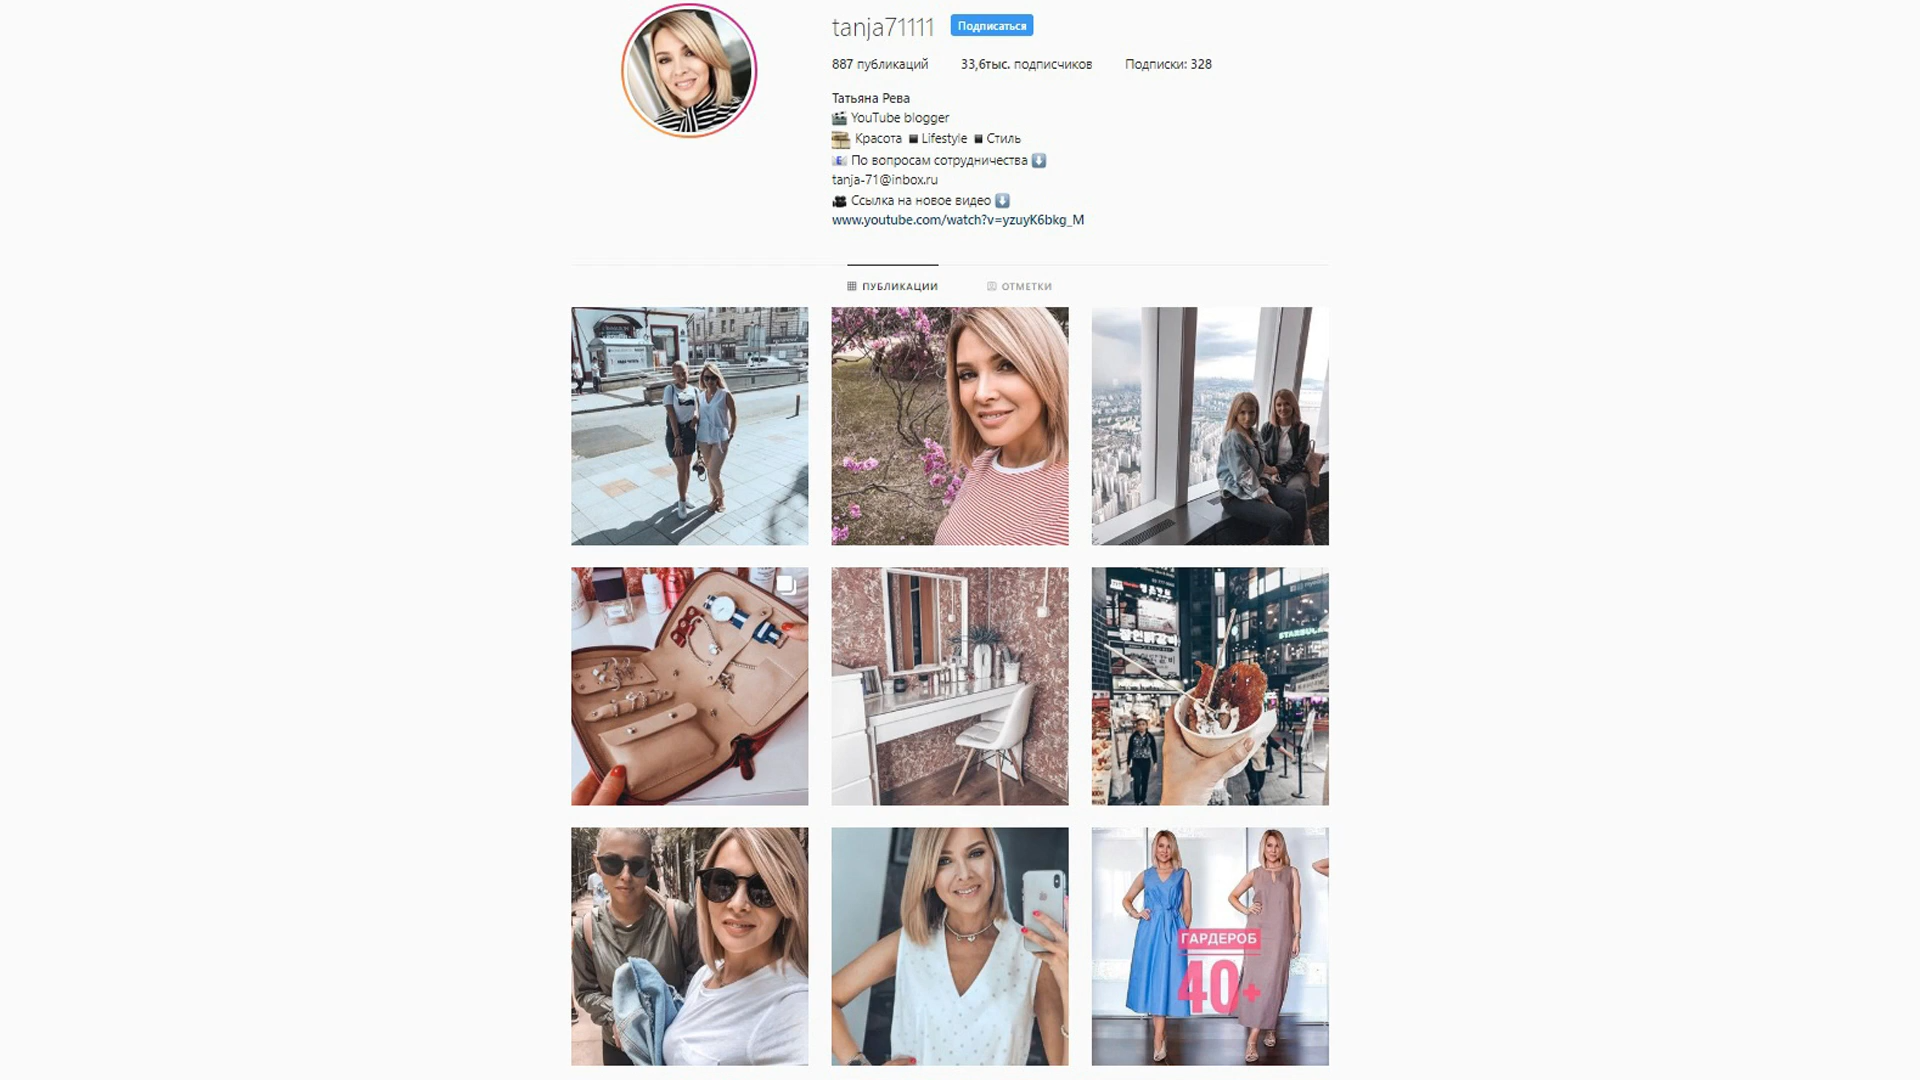 tanja71111 Подписаться
887 публикаций 33,6тыс. подписчиков Подписки: 328
Татьяна Рева
YouTube blogger
Красота ◾ Lifestyle ◾ Стиль
По вопросам сотрудничества
tanja-71@inbox.ru
Ссылка на новое видео
www.youtube.com/watch?v=yzuyK6bkg_M
ПУБЛИКАЦИИ ОТМЕТКИ
ГАРДЕРОБ
40+